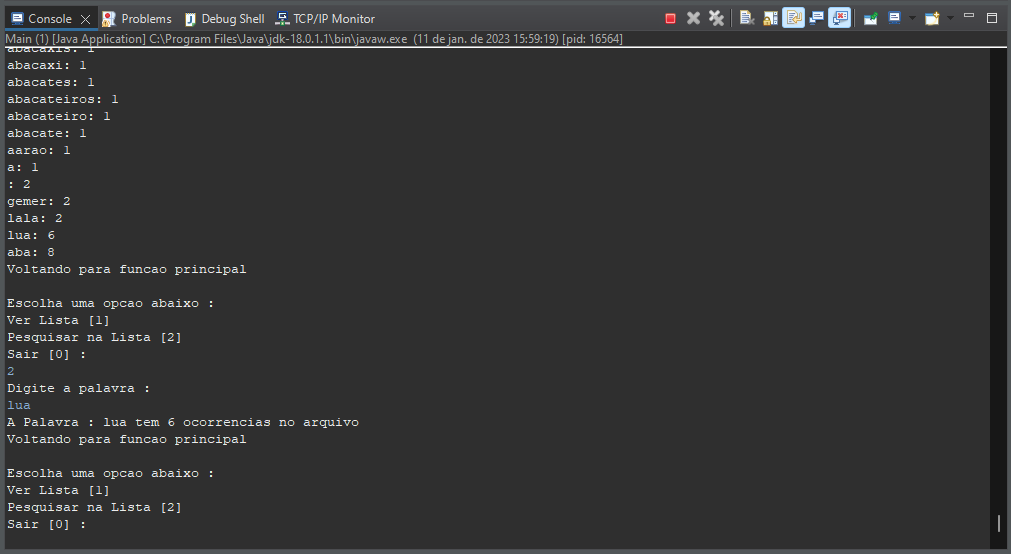 Console Problems Debug Shell TCP/IP Monitor
Main (1) [Java Application] C:\Program Files\Java\jdk-18.0.1.1\bin\javaw.exe (11 de jan. de 2023 15:59:19) [pid: 16564]
abacaxis: 1
abacaxi: 1
abacates: 1
abacateiros: 1
abacateiro: 1
abacate: 1
aarao: 1
a: 1
: 2
gemer: 2
lala: 2
lua: 6
aba: 8
Voltando para funcao principal
Escolha uma opcao abaixo :
Ver Lista [1]
Pesquisar na Lista [2]
Sair [0] :
2
Digite a palavra :
lua
A Palavra : lua tem 6 ocorrencias no arquivo
Voltando para funcao principal
Escolha uma opcao abaixo :
Ver Lista [1]
Pesquisar na Lista [2]
Sair [0] :